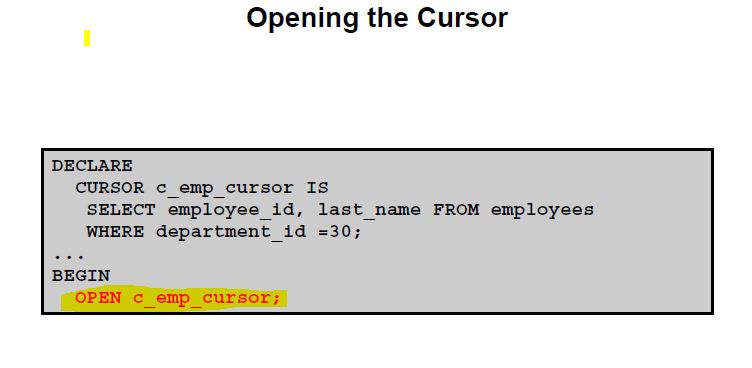 Opening the Cursor
DECLARE
CURSOR c_emp_cursor IS
SELECT employee_id, last_name FROM employees
WHERE department_id =30;
...
BEGIN
OPEN c_emp_cursor;